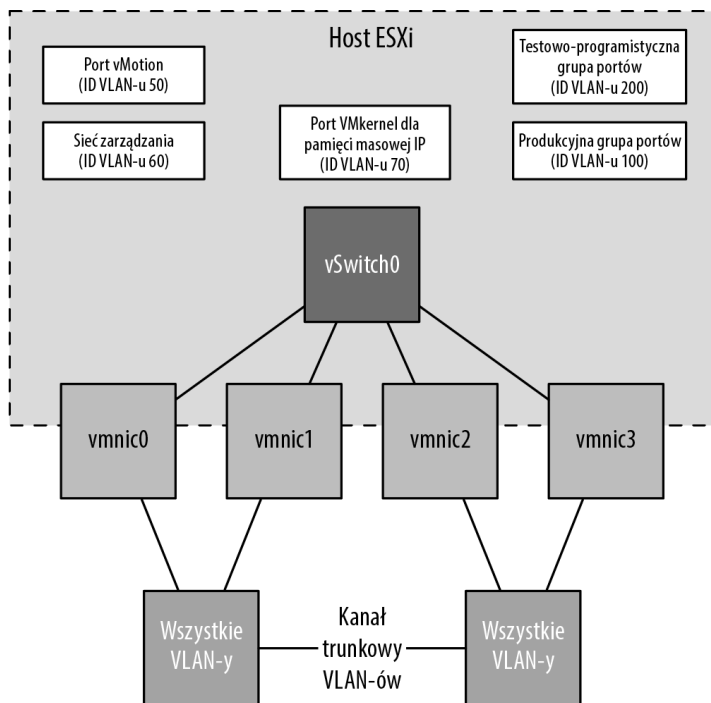 Host ESXi
Port vMotion
(ID VLAN-u 50)
Sieć zarządzania
(ID VLAN-u 60)
Port VMkernel dla
pamięci masowej IP
(ID VLAN-u 70)
Testowo-programistyczna
grupa portów
(ID VLAN-u 200)
Produkcyjna grupa portów
(ID VLAN-u 100)
vSwitch0
vmnic0
vmnic1
vmnic2
vmnic3
Wszystkie
VLAN-y
Kanał
trunkowy
VLAN-ów
Wszystkie
VLAN-y